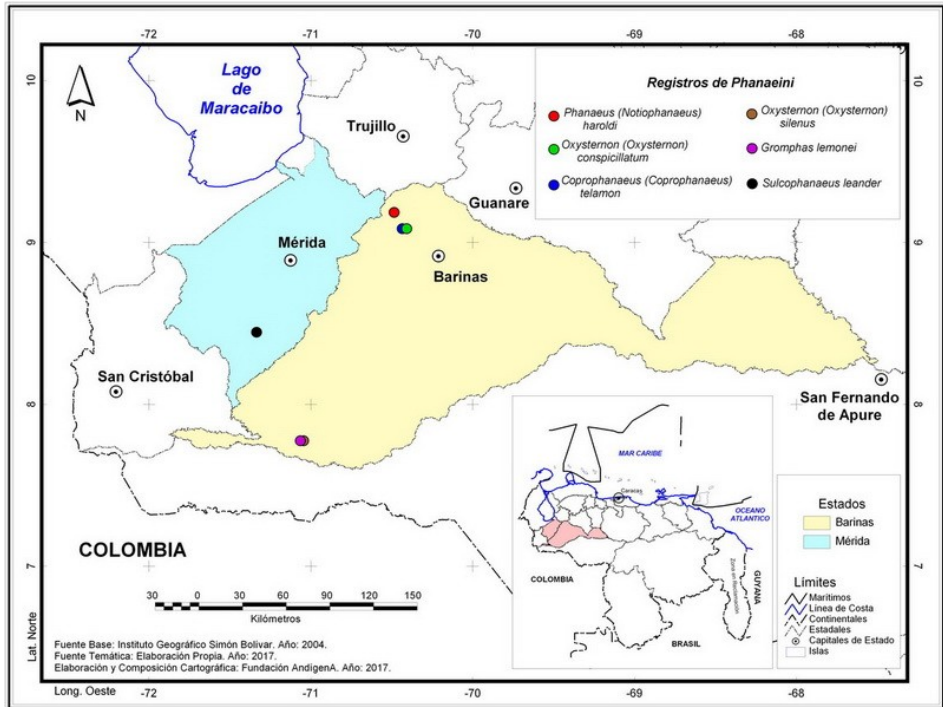 -72
-71
-70
-69
-68
10
10
N
Lago
de
Maracaibo
Trujillo
Registros de Phanaeini
Phanaeus (Notiophanaeus)
haroldi
Oxysternon (Oxysternon)
silenus
Oxysternon (Oxysternon)
conspicillatum
Gromphas lemonei
Coprophanaeus (Coprophanaeus)
telamon
Sulcophanaeus leander
Guanare
9
9
Mérida
Barinas
San Cristóbal
San Fernando
de Apure
8
8
MAR CARIBE
Caracas
OCEANO
ATLANTICO
COLOMBIA
GUYANA
Zona en Reclamación
BRASIL
Estados
Barinas
Mérida
Límites
Marítimos
Línea de Costa
Continentales
Estadales
Capitales de Estado
Islas
COLOMBIA
7
7
30 0 30 60 90 120 150
Kilómetros
Fuente Base: Instituto Geográfico Simón Bolivar. Año: 2004.
Fuente Temática: Elaboración Propia. Año: 2017.
Elaboración y Composición Cartográfica: Fundación AndigenA. Año: 2017.
Lat. Norte
Long. Oeste
-72
-71
-70
-69
-68